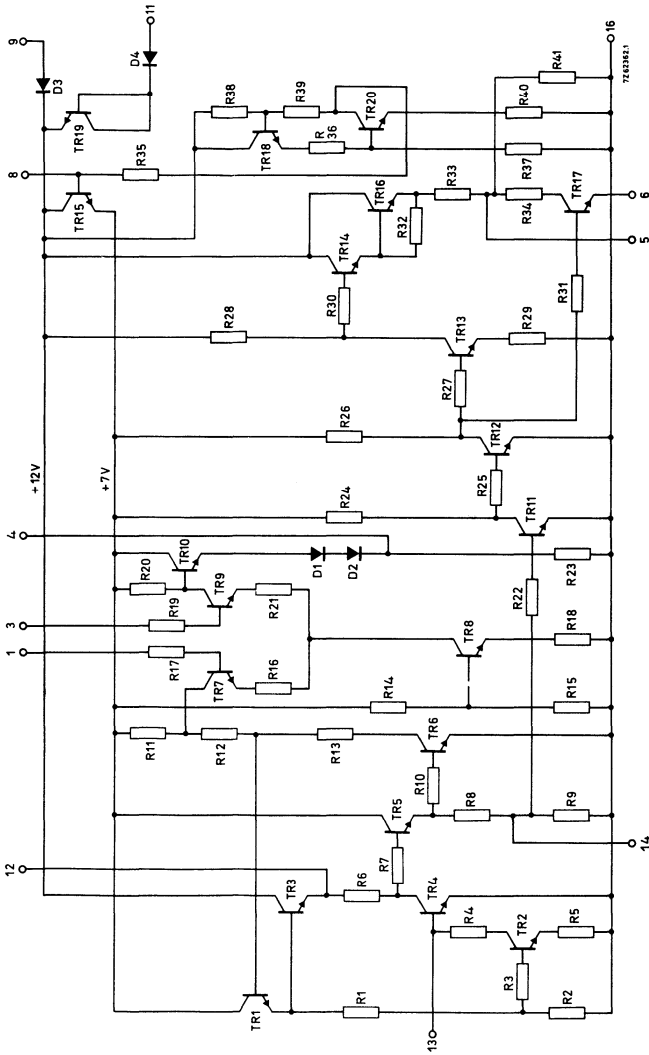 9
11
D3
D4
TR19
8
R35
TR15
R38
R39
TR20
TR18
R
36
R40
R37
R41
16
7Z62362.1
TR16
R33
R32
R34
TR17
6
5
TR14
R30
R31
R28
TR13
R29
R27
+12V
+7V
R26
TR12
R25
R24
TR11
4
TR10
D1
D2
R23
R22
R20
TR9
R21
3
R19
1
R17
TR7
R16
TR8
R18
R14
R15
R11
R12
R13
TR6
R10
TR5
R8
R9
14
R7
12
TR3
R6
TR4
R4
TR2
R5
R3
TR1
R1
R2
13